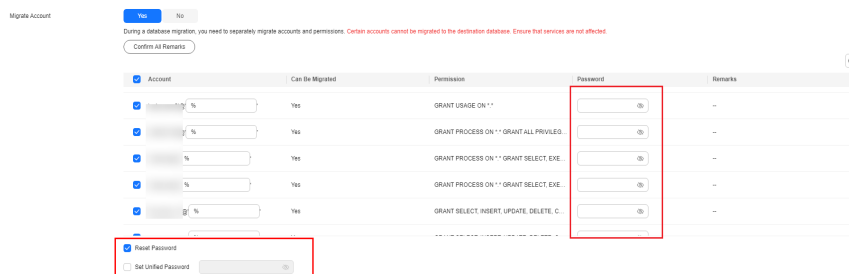 Migrate Account
Yes No
During a database migration, you need to separately migrate accounts and permissions. Certain accounts cannot be migrated to the destination database. Ensure that services are not affected.
Confirm All Remarks
Account Can Be Migrated Permission Password Remarks
% Yes GRANT USAGE ON *.* --
% Yes GRANT PROCESS ON *.* GRANT ALL PRIVILEG... --
% Yes GRANT PROCESS ON *.* GRANT SELECT, EXE... --
% Yes GRANT PROCESS ON *.* GRANT SELECT, EXE... --
% Yes GRANT SELECT, INSERT, UPDATE, DELETE, C... --
Reset Password
Set Unified Password